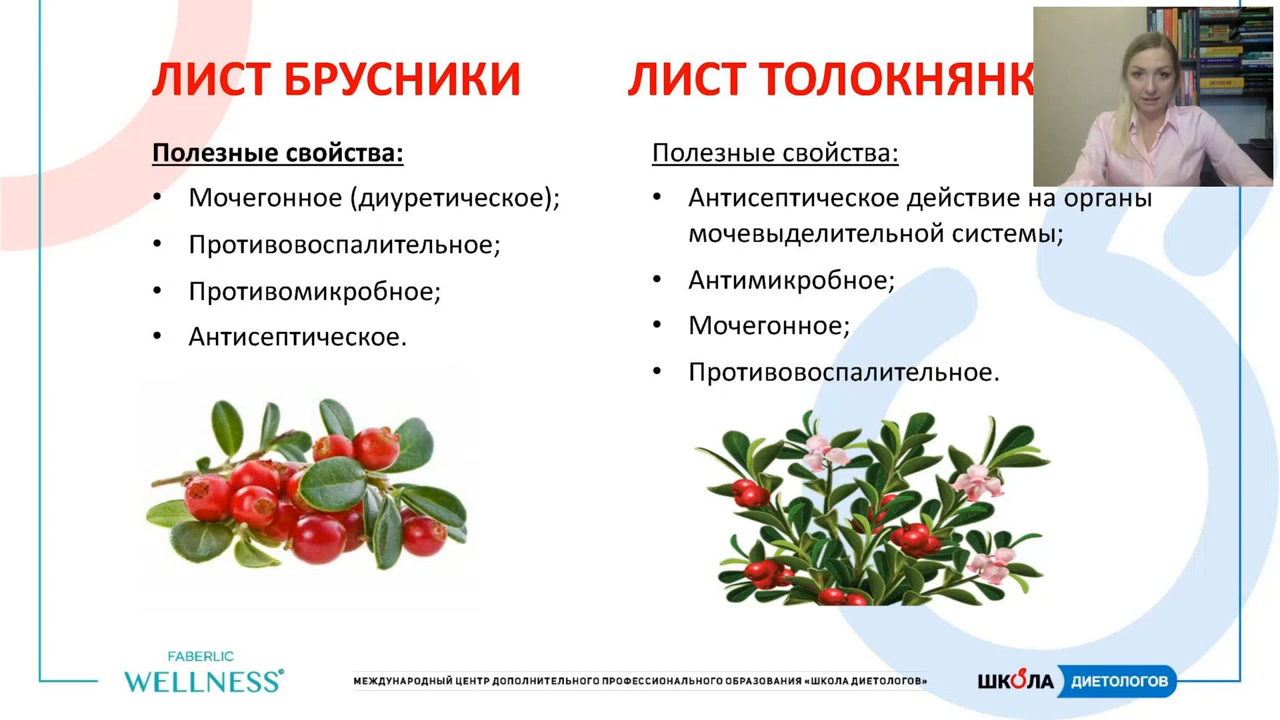 ЛИСТ БРУСНИКИ
Полезные свойства:
• Мочегонное (диуретическое);
• Противовоспалительное;
• Противомикробное;
• Антисептическое.
ЛИСТ ТОЛОКНЯНК
Полезные свойства:
• Антисептическое действие на органы
мочевыделительной системы;
• Антимикробное;
• Мочегонное;
• Противовоспалительное.
FABERLIC
WELLNESS
МЕЖДУНАРОДНЫЙ ЦЕНТР ДОПОЛНИТЕЛЬНОГО ПРОФЕССИОНАЛЬНОГО ОБРАЗОВАНИЯ «ШКОЛА ДИЕТОЛОГОВ»
ШКОЛА ДИЕТОЛОГОВ